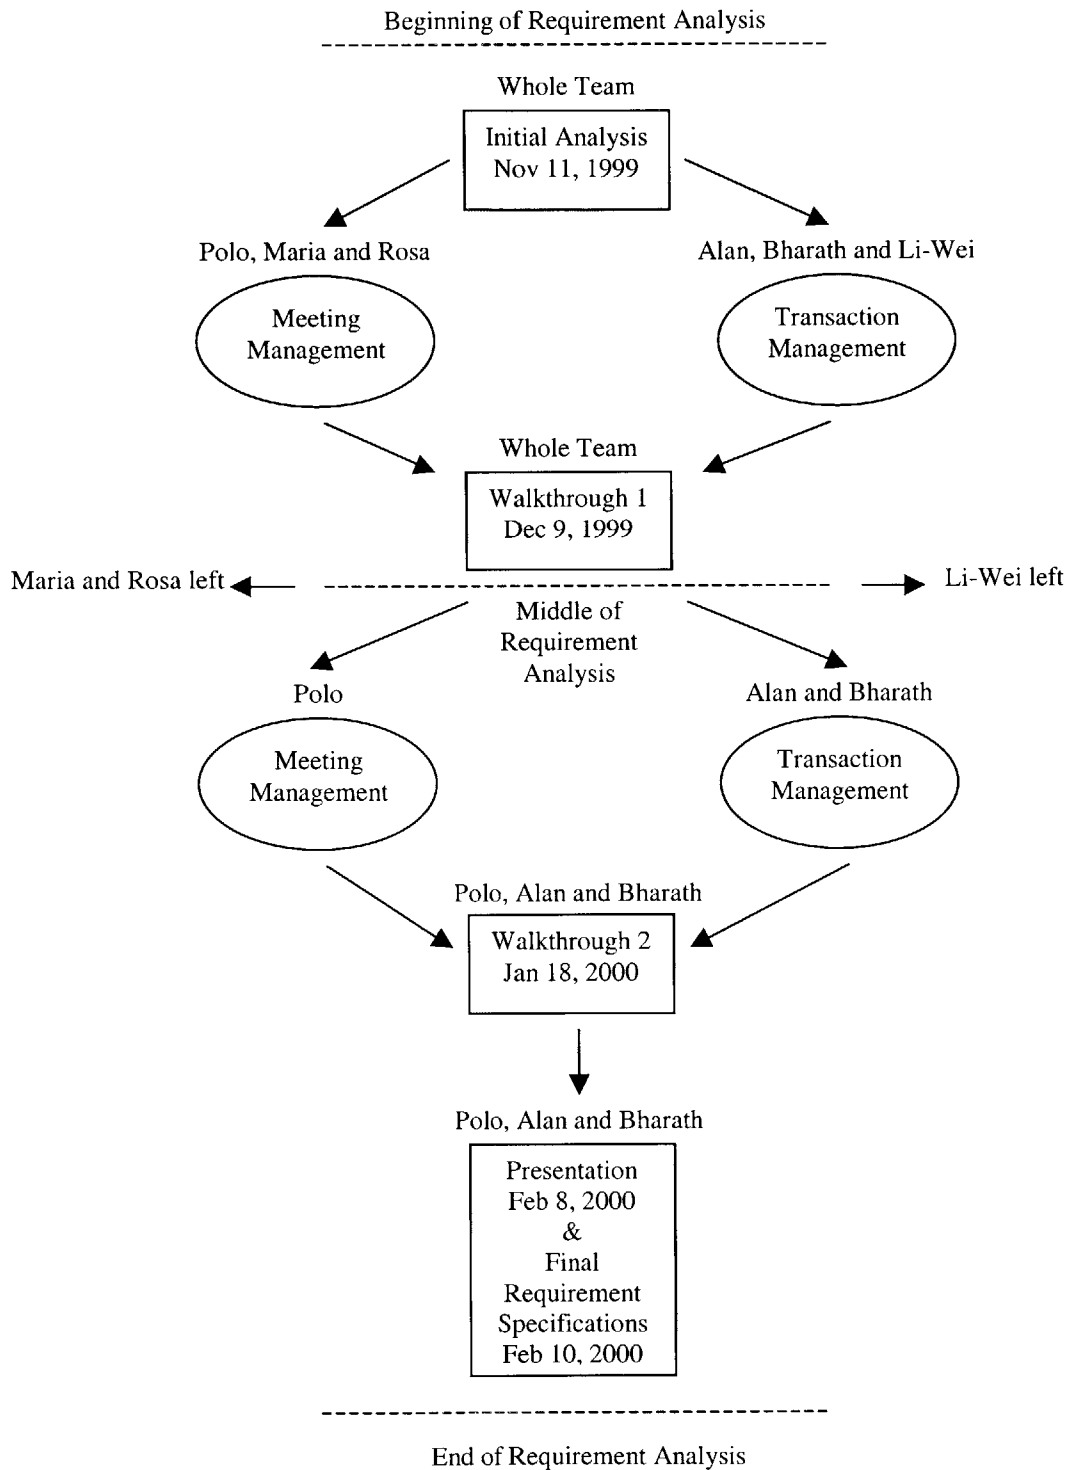 Beginning of Requirement Analysis
Whole Team
Initial Analysis
Nov 11, 1999
Polo, Maria and Rosa
Alan, Bharath and Li-Wei
Meeting
Management
Transaction
Management
Whole Team
Walkthrough 1
Dec 9, 1999
Maria and Rosa left
Li-Wei left
Middle of
Requirement
Analysis
Polo
Alan and Bharath
Meeting
Management
Transaction
Management
Polo, Alan and Bharath
Walkthrough 2
Jan 18, 2000
Polo, Alan and Bharath
Presentation
Feb 8, 2000
&
Final
Requirement
Specifications
Feb 10, 2000
End of Requirement Analysis